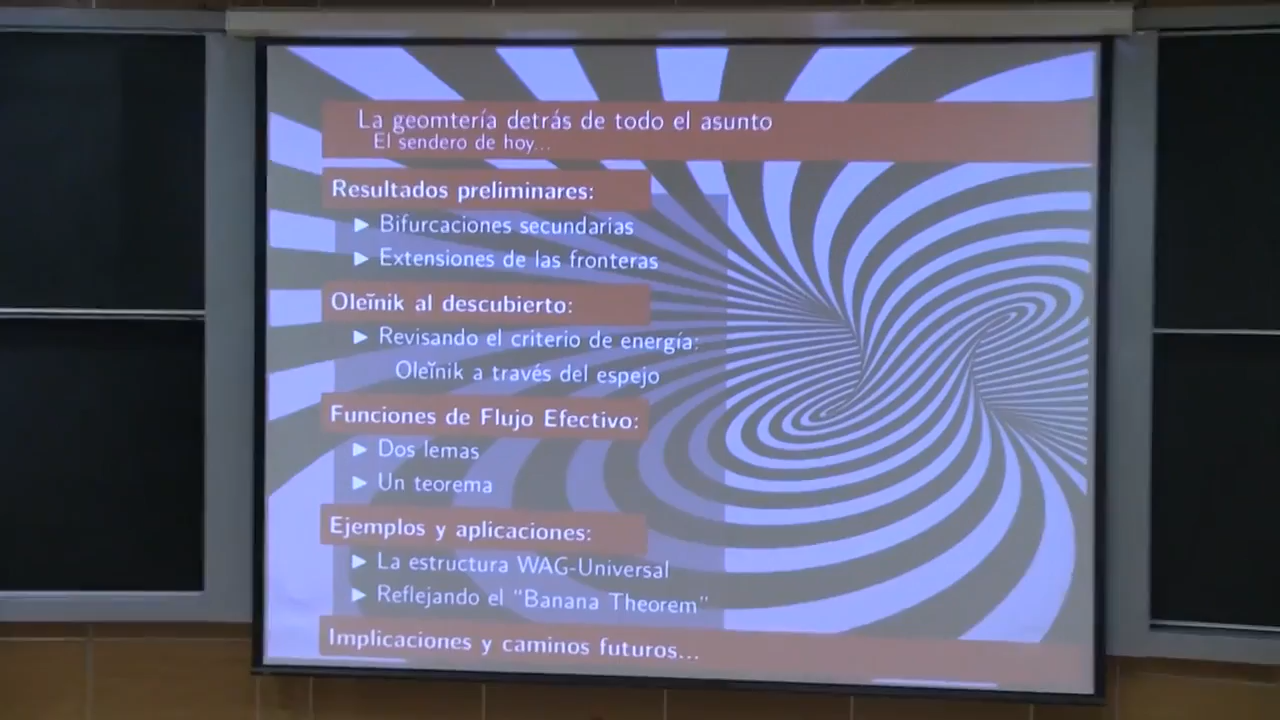 La geomtería detrás de todo el asunto
El sendero de hoy...
Resultados preliminares:
▶ Bifurcaciones secundarias
▶ Extensiones de las fronteras
Oleĭnik al descubierto:
▶ Revisando el criterio de energía:
Oleĭnik a través del espejo
Funciones de Flujo Efectivo:
▶ Dos lemas
▶ Un teorema
Ejemplos y aplicaciones:
▶ La estructura WAG-Universal
▶ Reflejando el “Banana Theorem”
Implicaciones y caminos futuros...